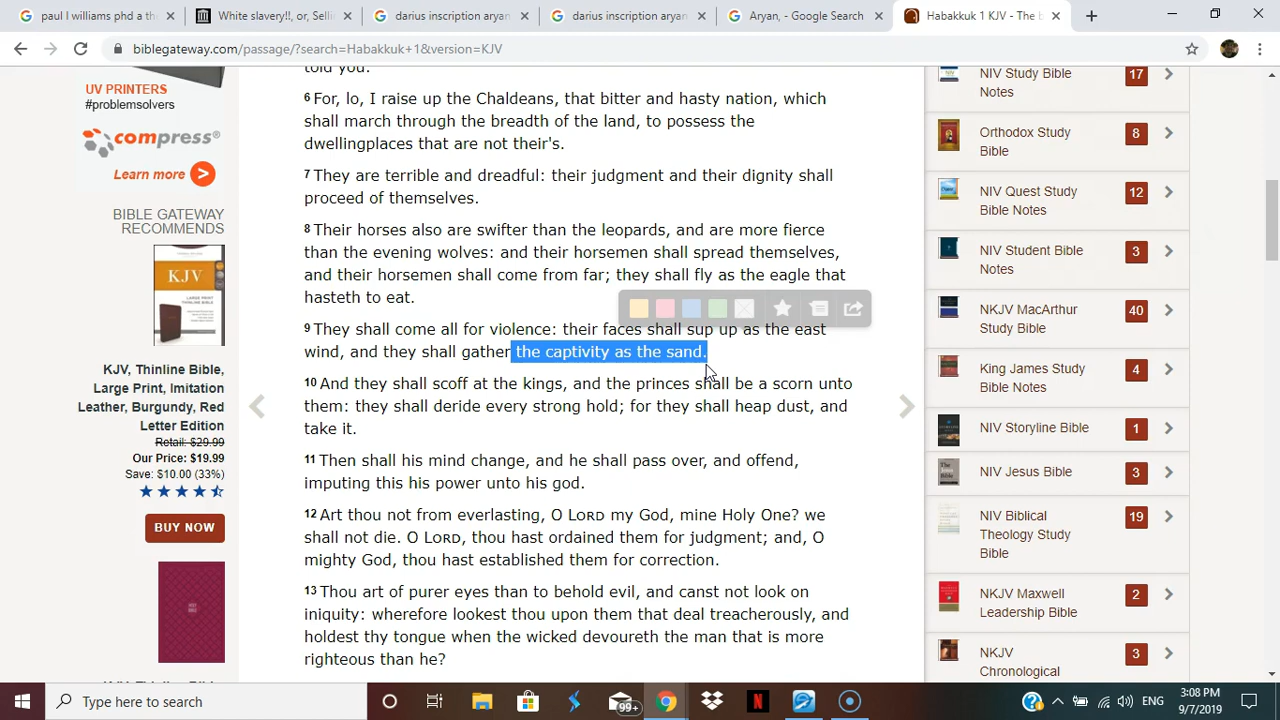 paul l williams phd a th
White slavery!!, or, Sellin
darius inscription aryan
darius inscription aryan
Aryan, - Google Search
Habakkuk 1 KJV - The b
biblegateway.com/passage/?search=Habakkuk+1&version=KJV
UV PRINTERS
#problemsolvers
compress
Learn more >
BIBLE GATEWAY
RECOMMENDS
KJV
KJV, Thinline Bible,
Large Print, Imitation
Leather, Burgundy, Red
Letter Edition
Retail: $29.99
Our Price: $19.99
Save: $10.00 (33%)
BUY NOW
told you.
6 For, lo, I raise up the Chaldeans, that bitter and hasty nation, which
shall march through the breadth of the land, to possess the
dwellingplaces that are not their's.
7 They are terrible and dreadful: their judgment and their dignity shall
proceed of themselves.
8 Their horses also are swifter than the leopards, and are more fierce
than the evening wolves: and their horsemen shall spread themselves,
and their horsemen shall come from far; they shall fly as the eagle that
hasteth to eat.
9 They shall come all for violence: their faces shall sup up as the east
wind, and they shall gather the captivity as the sand.
10 And they shall scoff at the kings, and the princes shall be a scorn unto
them: they shall deride every strong hold; for they shall heap dust, and
take it.
11 Then shall his mind change, and he shall pass over, and offend,
imputing this his power unto his god.
12 Art thou not from everlasting, O LORD my God, mine Holy One? we
shall not die. O LORD, thou hast ordained them for judgment; and, O
mighty God, thou hast established them for correction.
13 Thou art of purer eyes than to behold evil, and canst not look on
iniquity: wherefore lookest thou upon them that deal treacherously, and
holdest thy tongue when the wicked devoureth the man that is more
righteous than he?
NIV Study Bible
Notes
17
Orthodox Study
Bible
8
NIV Quest Study
Bible Notes
12
NIV Student Bible
Notes
3
NKJV MacArthur
Study Bible
40
King James Study
Bible Notes
4
NIV Storyline Bible
1
NIV Jesus Bible
3
NIV Biblical
Theology Study
Bible
19
NKJV Maxwell
Leadership Bible
2
NKJV
Chronological
3
Type here to search
99+
ENG
3:08 PM
9/7/2019